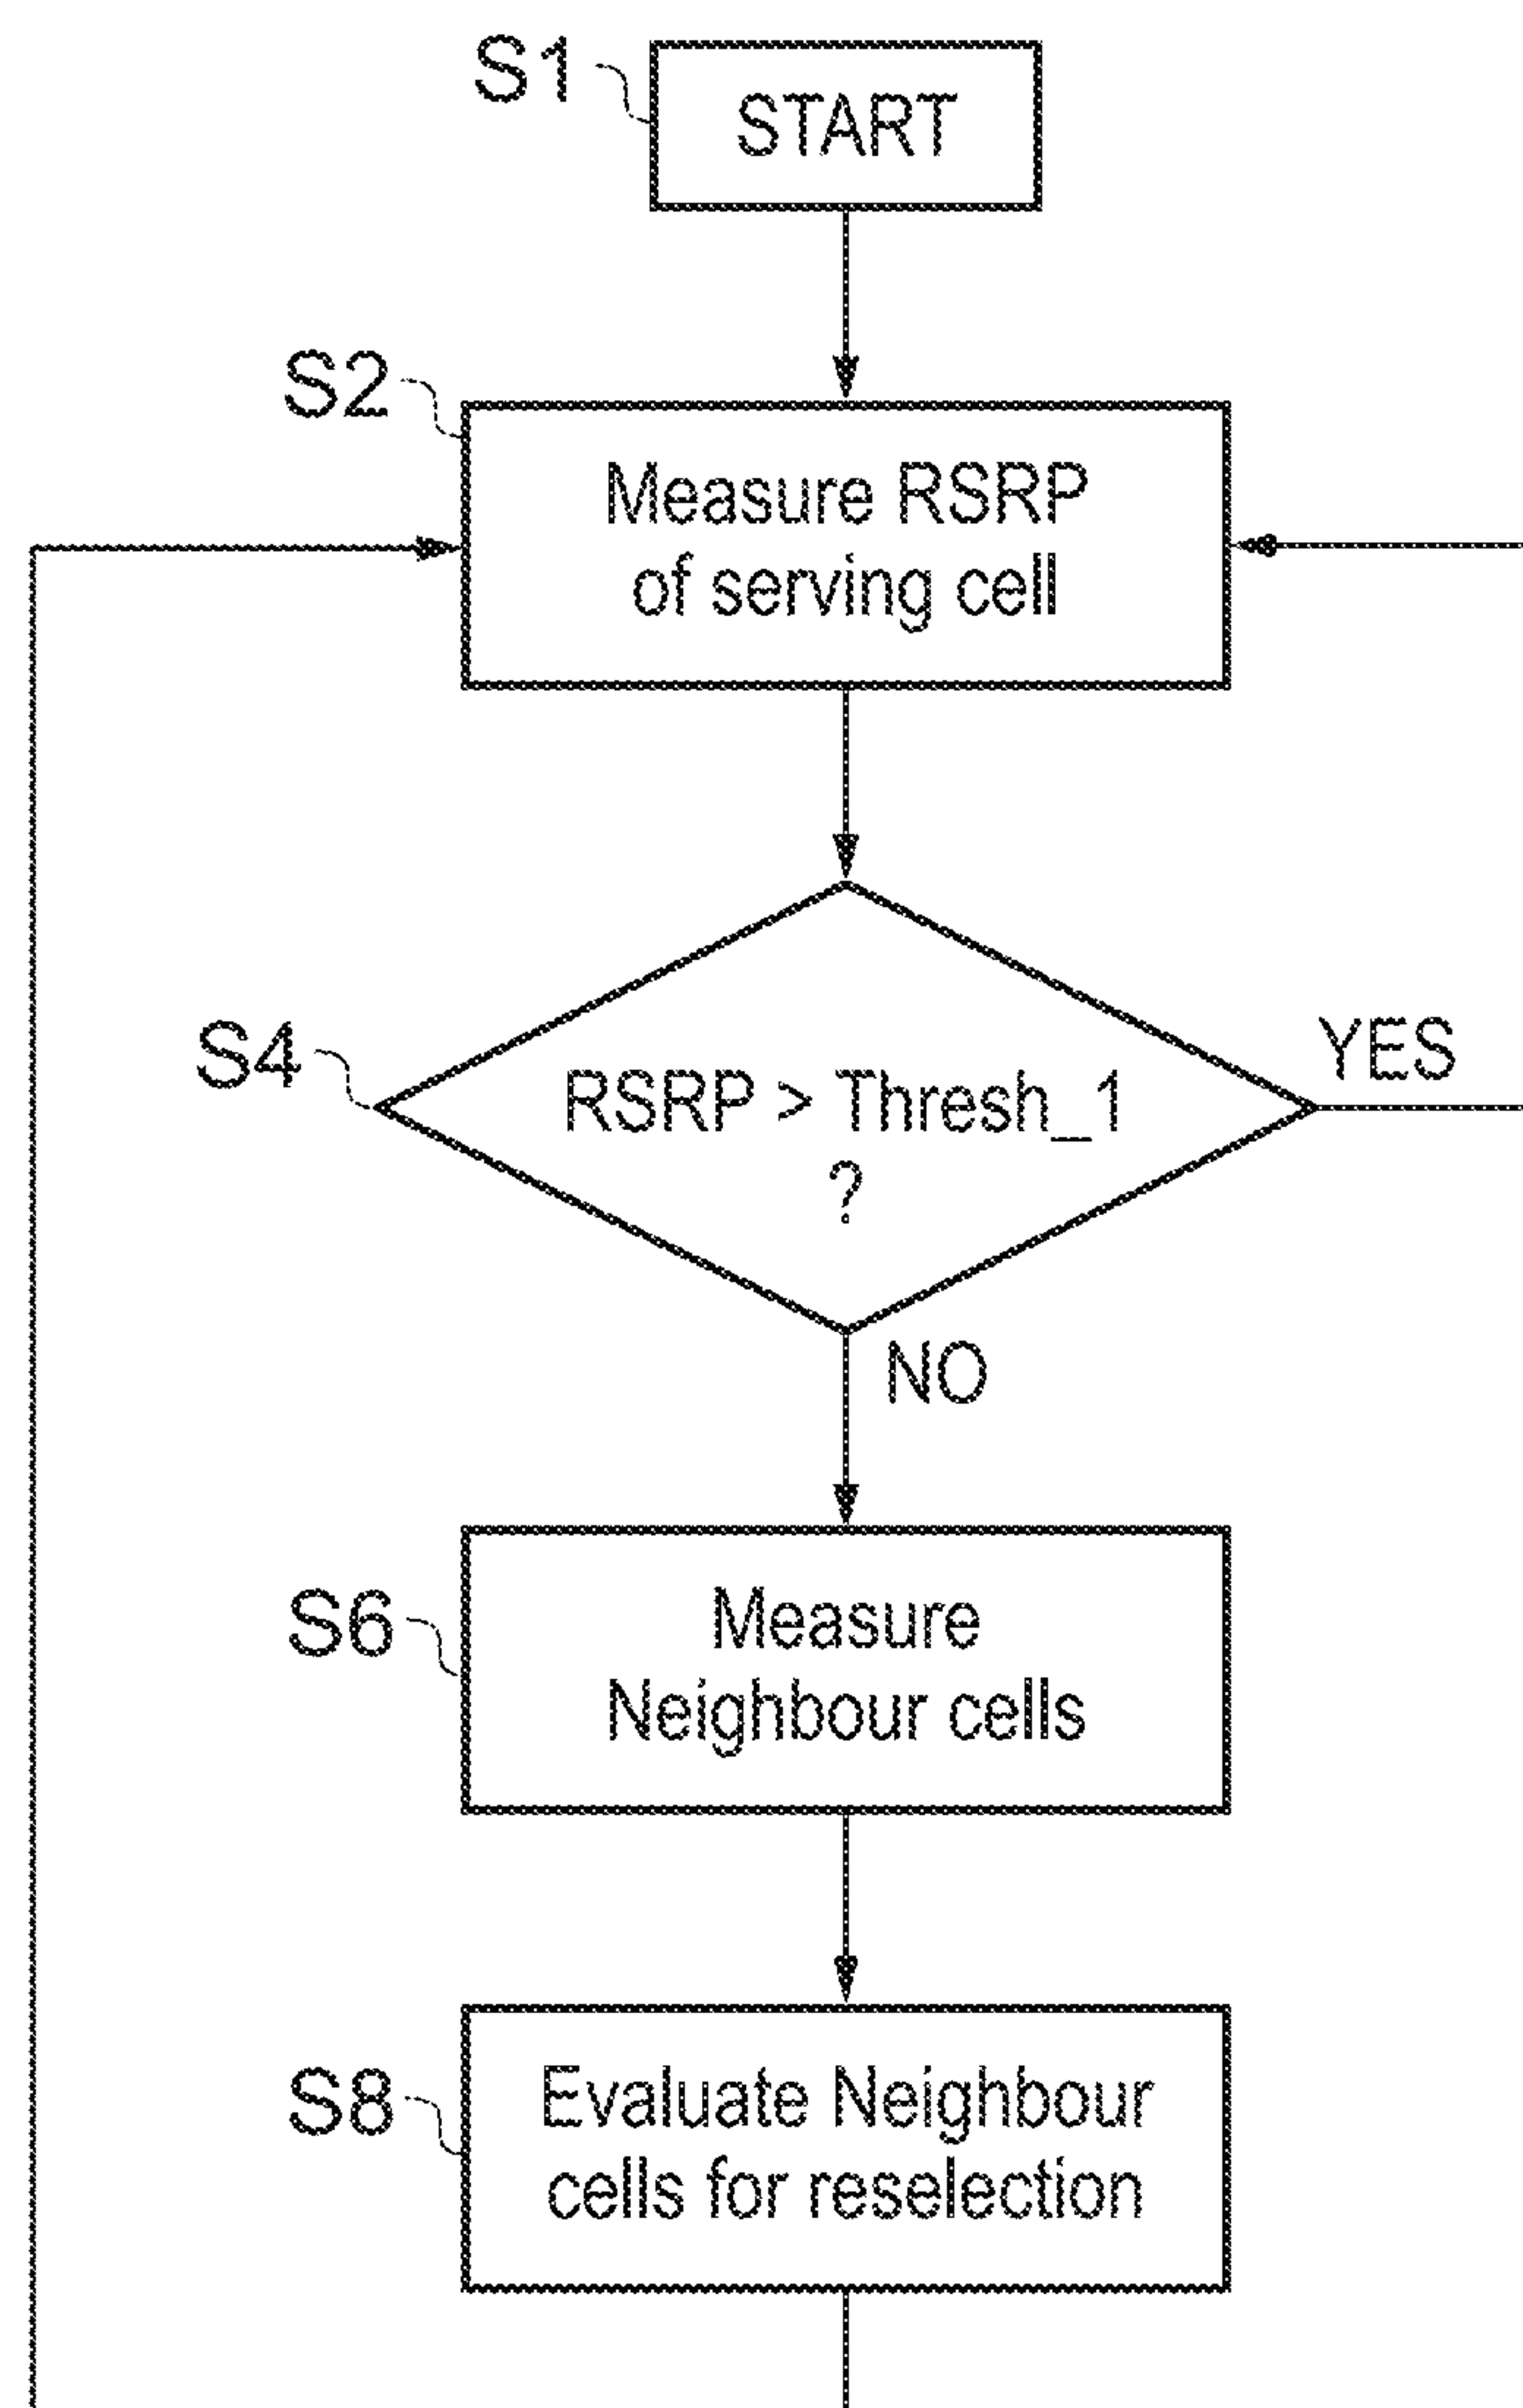 S1
START
S2
Measure RSRP
of serving cell
S4
RSRP > Thresh_1
?
YES
NO
S6
Measure
Neighbour cells
S8
Evaluate Neighbour
cells for reselection